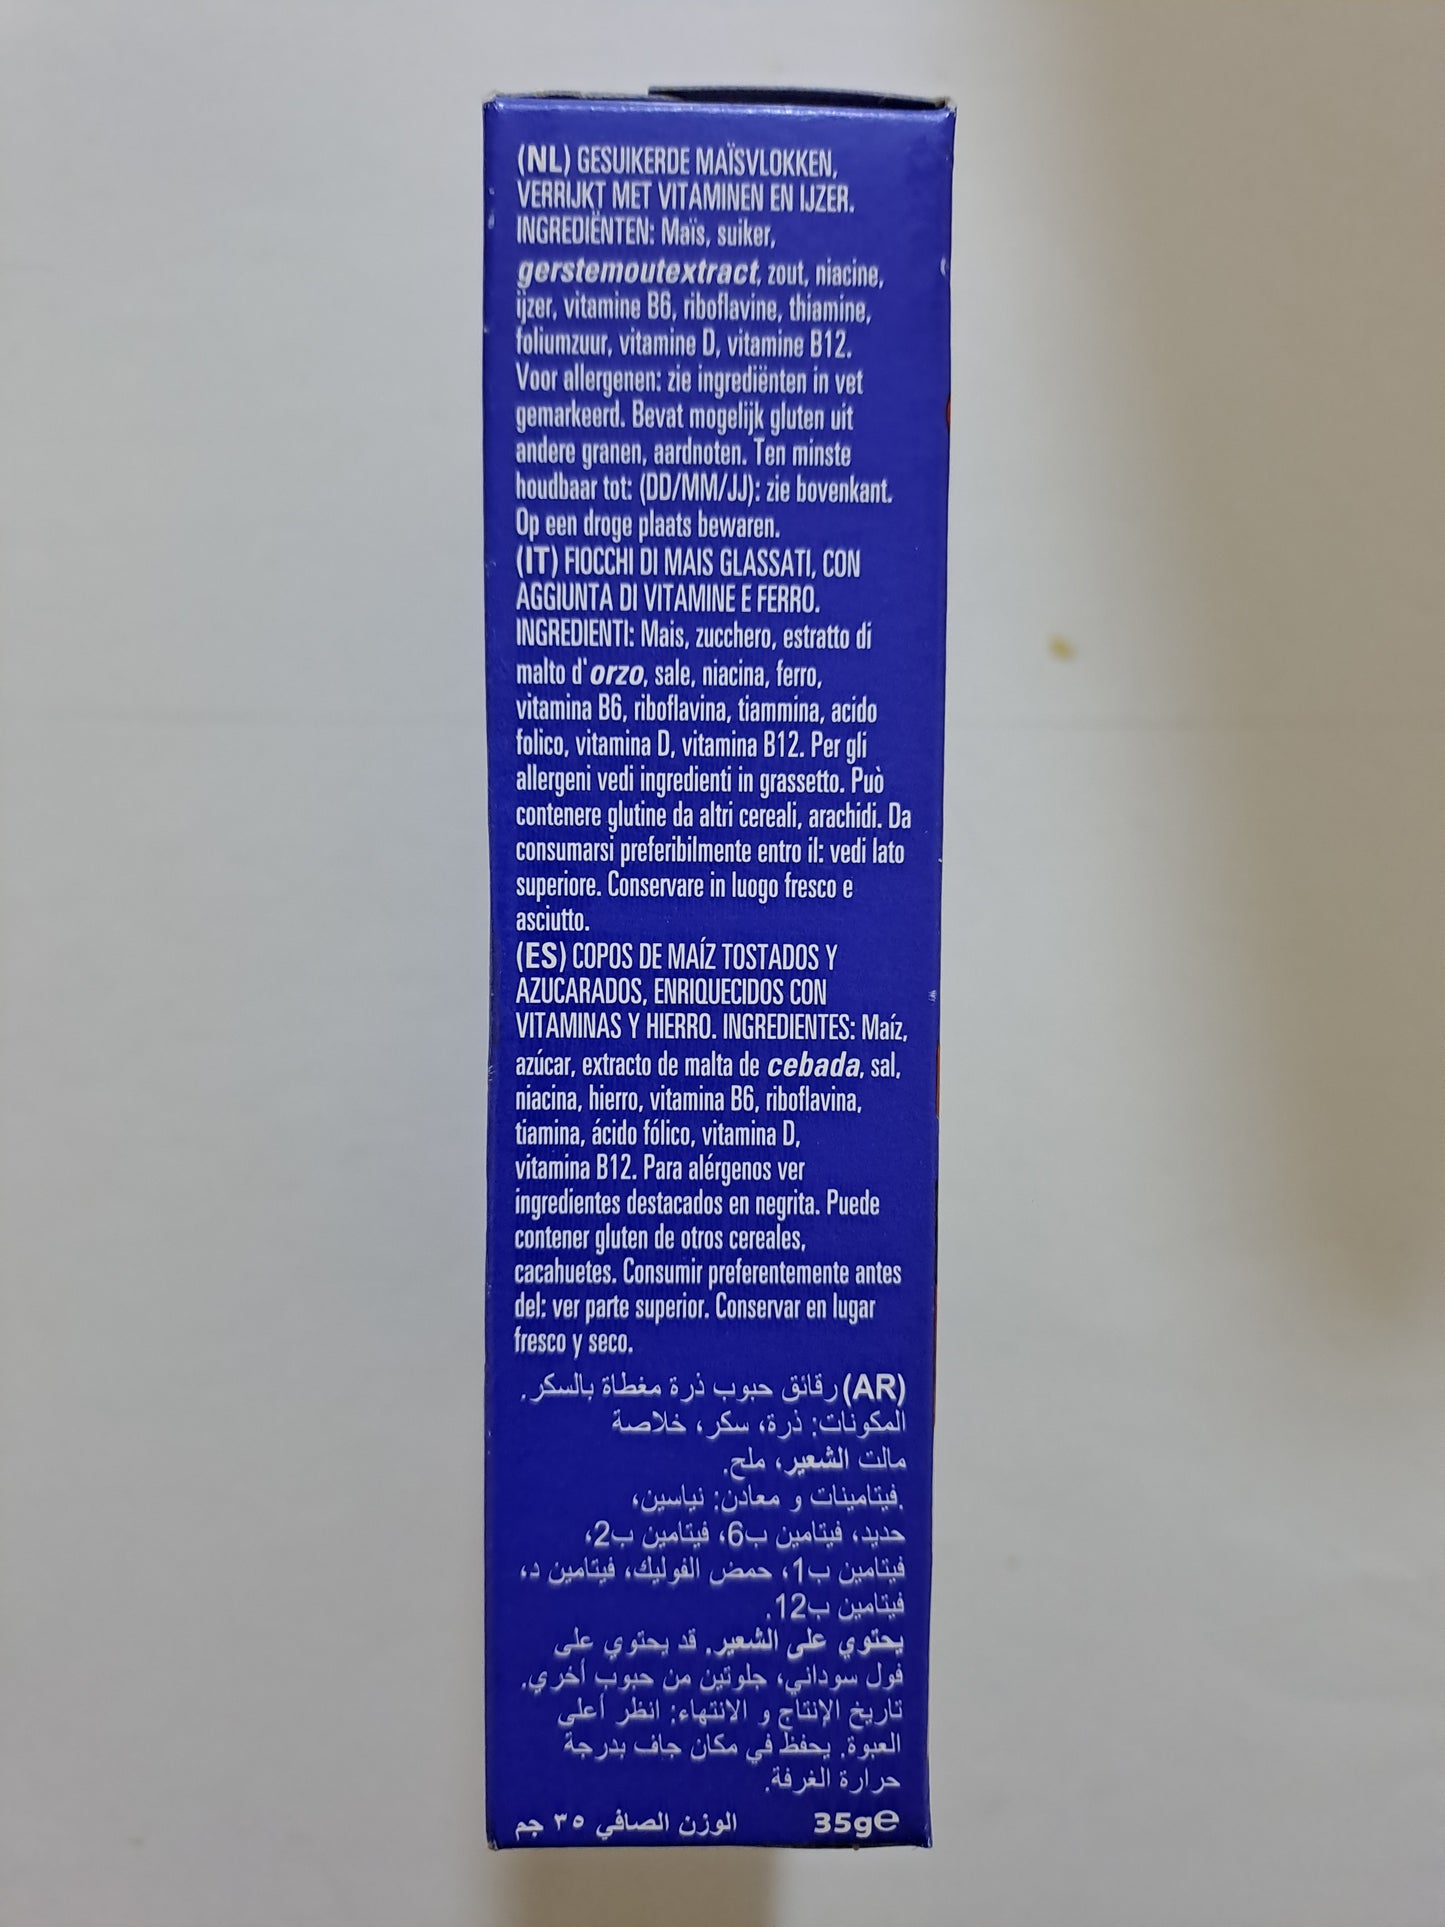 (NL) GESUIKERDE MAÏSVLOKKEN,
VERRIJKT MET VITAMINEN EN IJZER.
INGREDIËNTEN: Maïs, suiker,
gerstemoutextract, zout, niacine,
ijzer, vitamine B6, riboflavine, thiamine,
foliumzuur, vitamine D, vitamine B12.
Voor allergenen: zie ingrediënten in vet
gemarkeerd. Bevat mogelijk gluten uit
andere granen, aardnoten. Ten minste
houdbaar tot: (DD/MM/JJ): zie bovenkant.
Op een droge plaats bewaren.
(IT) FIOCCHI DI MAIS GLASSATI, CON
AGGIUNTA DI VITAMINE E FERRO.
INGREDIENTI: Mais, zucchero, estratto di
malto d'orzo, sale, niacina, ferro,
vitamina B6, riboflavina, tiammina, acido
folico, vitamina D, vitamina B12. Per gli
allergeni vedi ingredienti in grassetto. Può
contenere glutine da altri cereali, arachidi. Da
consumarsi preferibilmente entro il: vedi lato
superiore. Conservare in luogo fresco e
asciutto.
(ES) COPOS DE MAÍZ TOSTADOS Y
AZUCARADOS, ENRIQUECIDOS CON
VITAMINAS Y HIERRO. INGREDIENTES: Maíz,
azúcar, extracto de malta de cebada, sal,
niacina, hierro, vitamina B6, riboflavina,
tiamina, ácido fólico, vitamina D,
vitamina B12. Para alérgenos ver
ingredientes destacados en negrita. Puede
contener gluten de otros cereales,
cacahuetes. Consumir preferentemente antes
del: ver parte superior. Conservar en lugar
fresco y seco.
(AR) رقائق حبوب ذرة مغطاة بالسكر.
المكونات: ذرة، سكر، خلاصة
مالت الشعير، ملح.
.فيتامينات و معادن: نياسين،
حديد، فيتامين ب6، فيتامين ب2،
فيتامين ب1، حمض الفوليك، فيتامين د،
فيتامين ب12.
يحتوي على الشعير. قد يحتوي على
فول سوداني، جلوتين من حبوب أخري.
تاريخ الإنتاج و الانتهاء: انظر أعلى
العبوة. يحفظ في مكان جاف بدرجة
حرارة الغرفة.
الوزن الصافي ٣٥ جم 35g℮